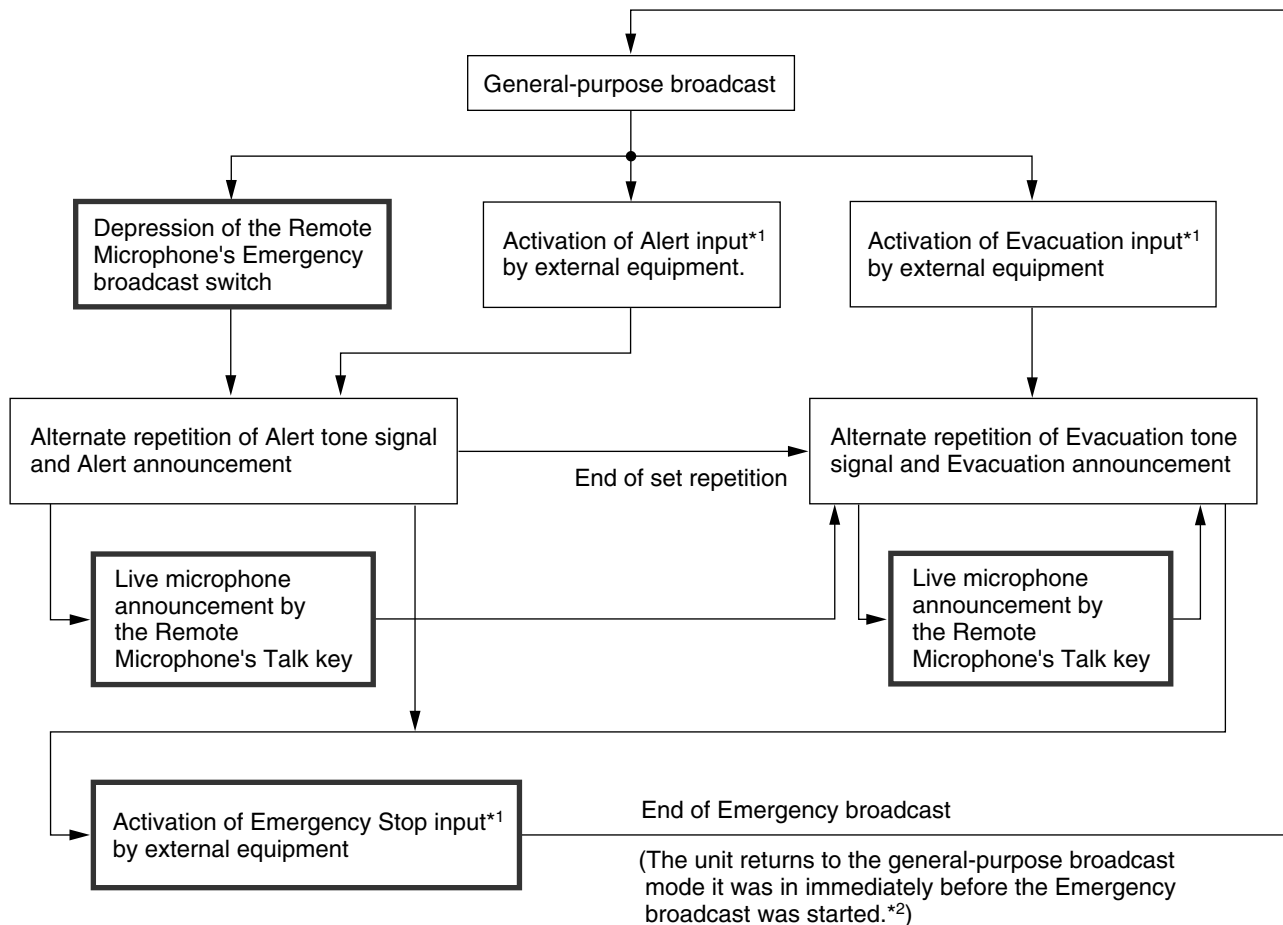 General-purpose broadcast
Depression of the Remote
Microphone's Emergency
broadcast switch
Activation of Alert input*1
by external equipment.
Activation of Evacuation input*1
by external equipment
Alternate repetition of Alert tone signal
and Alert announcement
End of set repetition
Alternate repetition of Evacuation tone
signal and Evacuation announcement
Live microphone
announcement by
the Remote
Microphone's Talk key
Live microphone
announcement by
the Remote
Microphone's Talk key
Activation of Emergency Stop input*1
by external equipment
End of Emergency broadcast
(The unit returns to the general-purpose broadcast
mode it was in immediately before the Emergency
broadcast was started.*2)